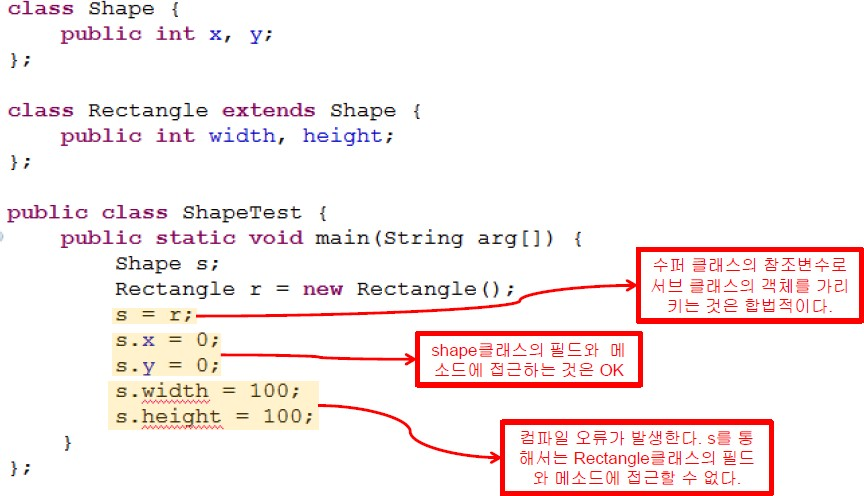 class Shape {
    public int x, y;
};
class Rectangle extends Shape {
    public int width, height;
};
public class ShapeTest {
    public static void main(String arg[]) {
        Shape s;
        Rectangle r = new Rectangle();
        s = r;
        s.x = 0;
        s.y = 0;
        s.width = 100;
        s.height = 100;
    }
};
수퍼 클래스의 참조변수로
서브 클래스의 객체를 가리
키는 것은 합법적이다.
shape클래스의 필드와 메
소드에 접근하는 것은 OK
컴파일 오류가 발생한다. s를 통
해서는 Rectangle클래스의 필드
와 메소드에 접근할 수 없다.